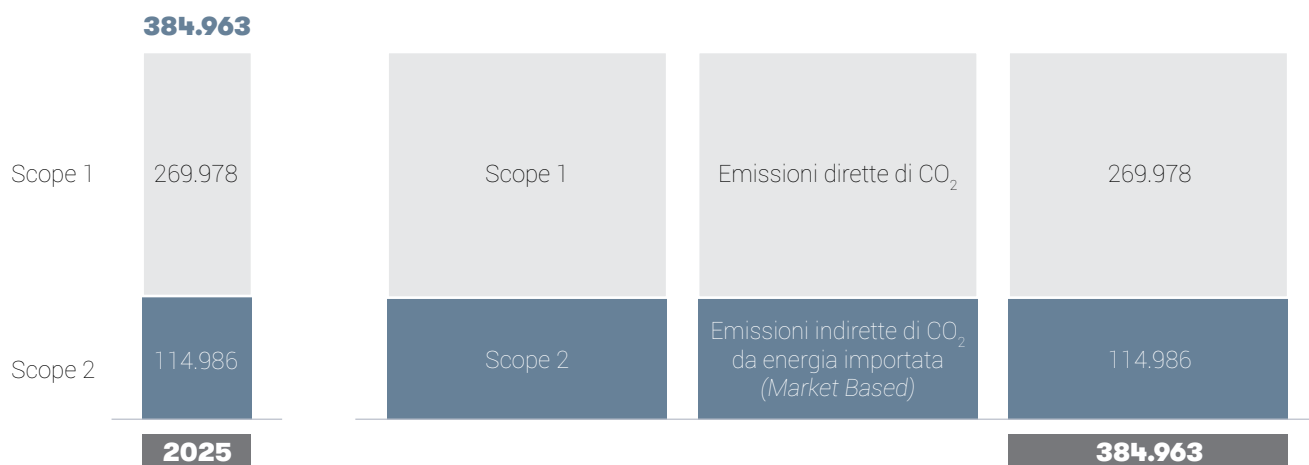 384.963
Scope 1
269.978
Scope 1
Emissioni dirette di CO₂
269.978
Scope 2
114.986
Scope 2
Emissioni indirette di CO₂
da energia importata
(Market Based)
114.986
2025
384.963